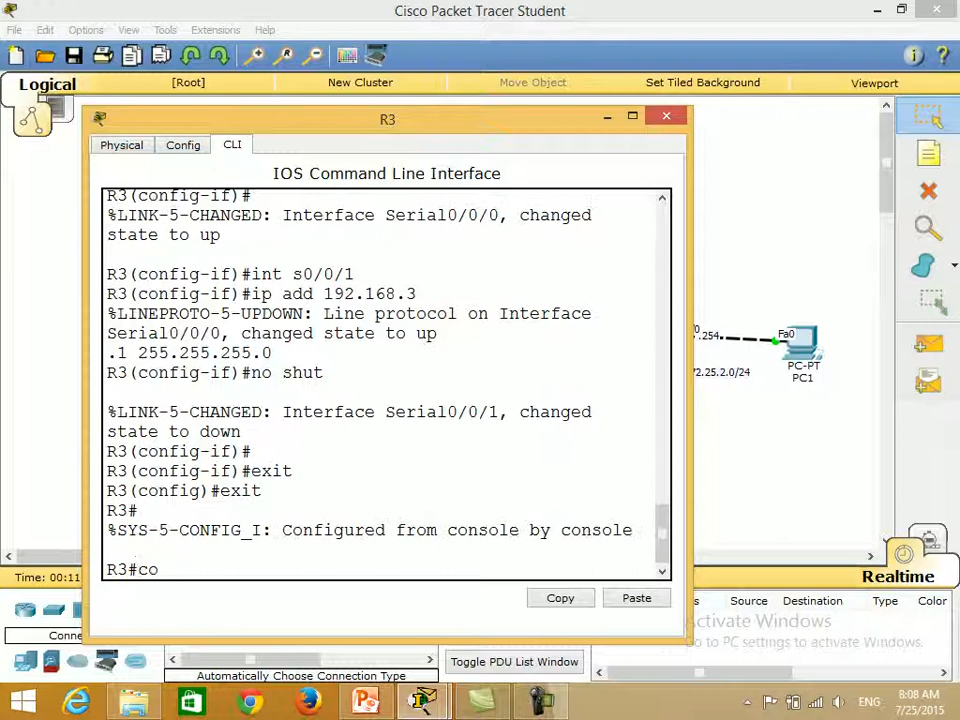 Cisco Packet Tracer Student
File Edit Options View Tools Extensions Help
Logical [Root] New Cluster Move Object Set Tiled Background Viewport
R3
Physical Config CLI
IOS Command Line Interface
R3(config-if)#
%LINK-5-CHANGED: Interface Serial0/0/0, changed
state to up
R3(config-if)#int s0/0/1
R3(config-if)#ip add 192.168.3
%LINEPROTO-5-UPDOWN: Line protocol on Interface
Serial0/0/0, changed state to up
.1 255.255.255.0
R3(config-if)#no shut
%LINK-5-CHANGED: Interface Serial0/0/1, changed
state to down
R3(config-if)#
R3(config-if)#exit
R3(config)#exit
R3#
%SYS-5-CONFIG_I: Configured from console by console
R3#co
Copy Paste
.254 Fa0
PC-PT
PC1
2.25.2.0/24
Time: 00:11
Realtime
Conne
Automatically Choose Connection Type
Toggle PDU List Window
s Source Destination Type Color
Activate Windows
Go to PC settings to activate Windows.
ENG
8:08 AM
7/25/2015